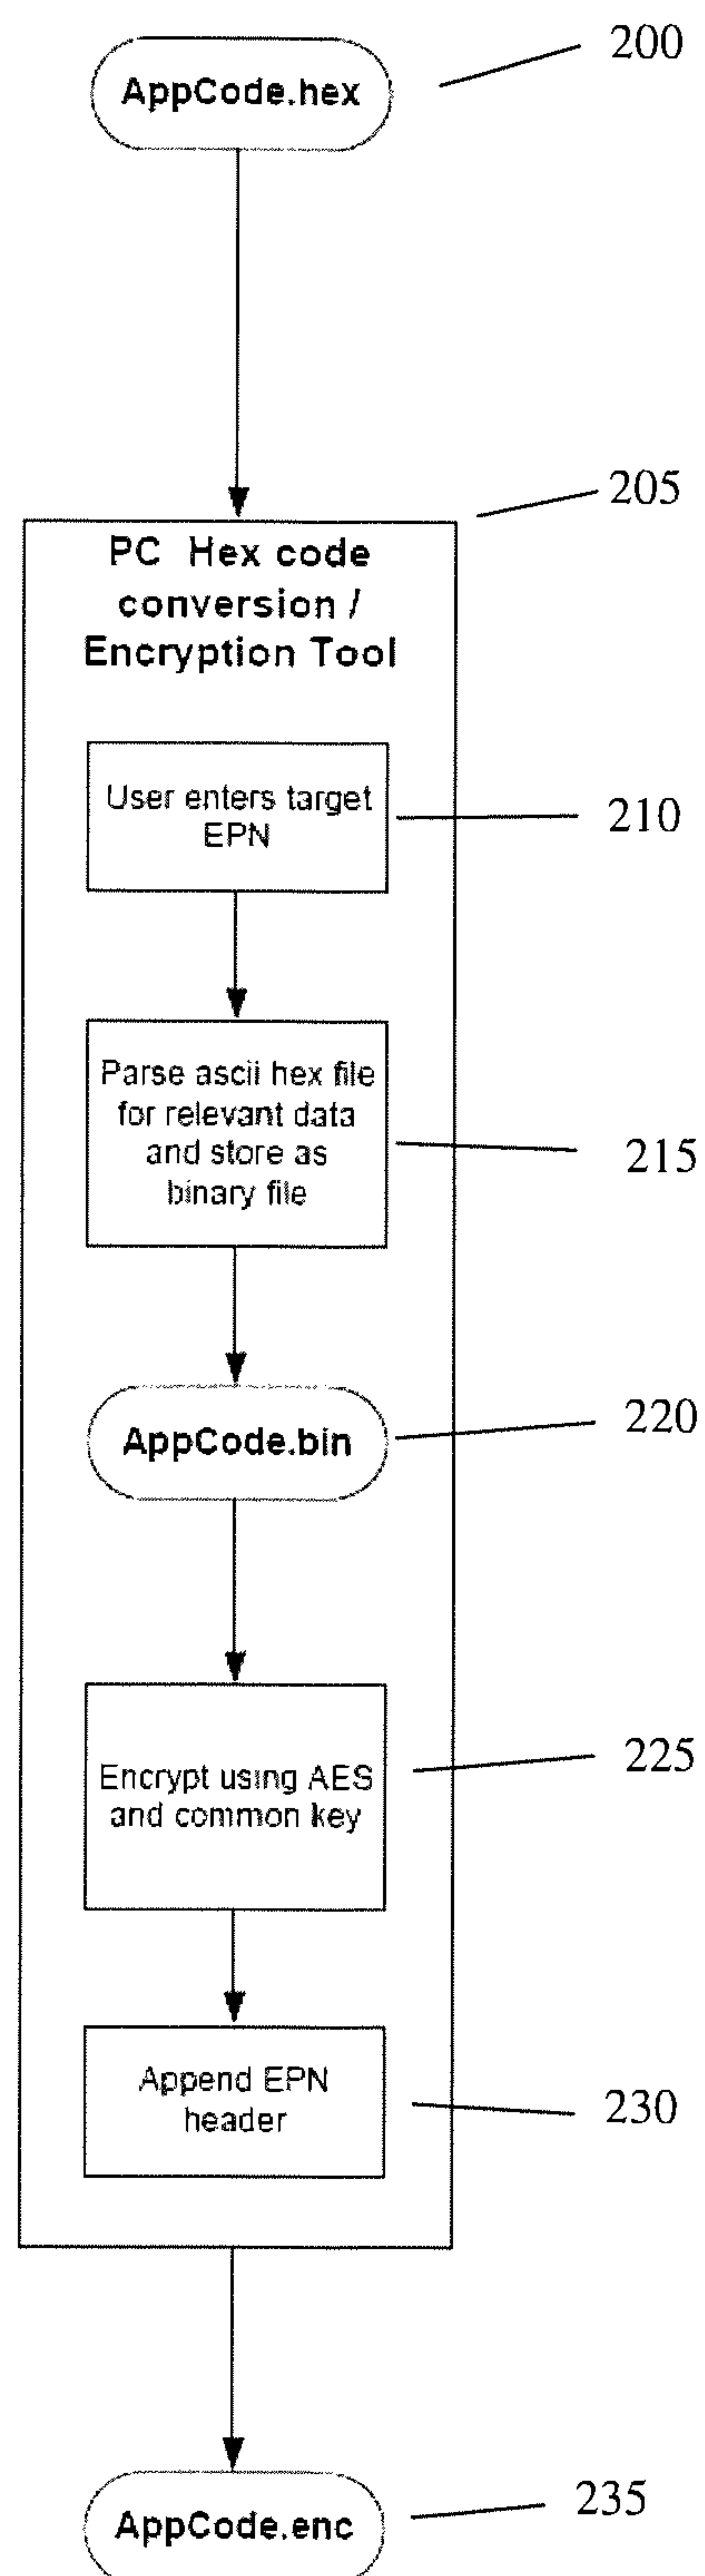 AppCode.hex
200
205
PC Hex code
conversion /
Encryption Tool
User enters target
EPN
210
Parse ascii hex file
for relevant data
and store as
binary file
215
AppCode.bin
220
Encrypt using AES
and common key
225
Append EPN
header
230
AppCode.enc
235